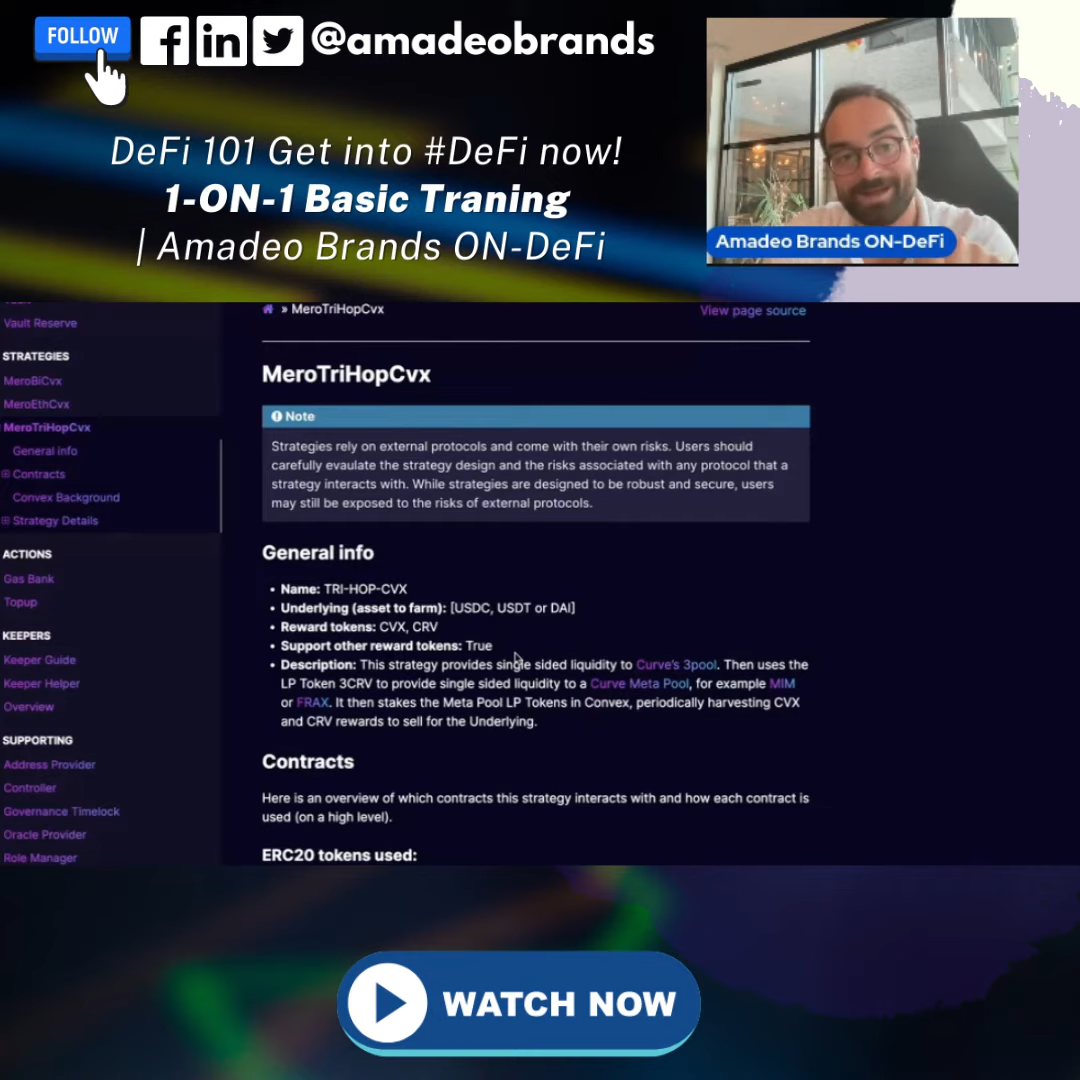 FOLLOW
@amadeobrands
DeFi 101 Get into #DeFi now!
1-ON-1 Basic Traning
| Amadeo Brands ON-DeFi
Amadeo Brands ON-DeFi
Vault Reserve
STRATEGIES
MeroBiCvx
MeroEthCvx
MeroTriHopCvx
General info
Contracts
Convex Background
Strategy Details
ACTIONS
Gas Bank
Topup
KEEPERS
Keeper Guide
Keeper Helper
Overview
SUPPORTING
Address Provider
Controller
Governance Timelock
Oracle Provider
Role Manager
» MeroTriHopCvx
View page source
MeroTriHopCvx
Note
Strategies rely on external protocols and come with their own risks. Users should
carefully evaulate the strategy design and the risks associated with any protocol that a
strategy interacts with. While strategies are designed to be robust and secure, users
may still be exposed to the risks of external protocols.
General info
• Name: TRI-HOP-CVX
• Underlying (asset to farm): [USDC, USDT or DAI]
• Reward tokens: CVX, CRV
• Support other reward tokens: True
• Description: This strategy provides single sided liquidity to Curve's 3pool. Then uses the
LP Token 3CRV to provide single sided liquidity to a Curve Meta Pool, for example MIM
or FRAX. It then stakes the Meta Pool LP Tokens in Convex, periodically harvesting CVX
and CRV rewards to sell for the Underlying.
Contracts
Here is an overview of which contracts this strategy interacts with and how each contract is
used (on a high level).
ERC20 tokens used:
WATCH NOW